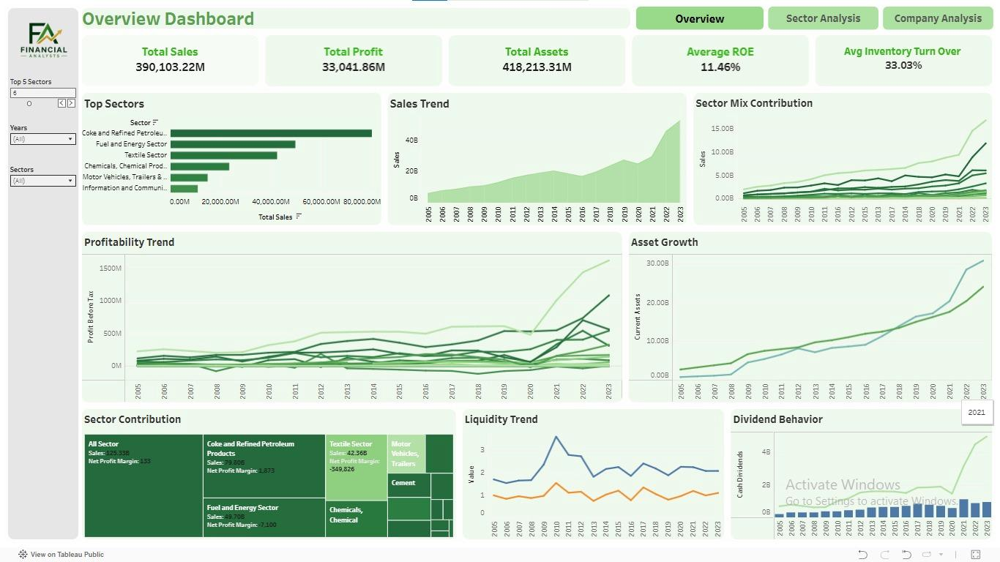 Overview Dashboard
Overview
Sector Analysis
Company Analysis
FA
FINANCIAL
ANALYSTS
Total Sales
390,103.22M
Total Profit
33,041.86M
Total Assets
418,213.31M
Average ROE
11.46%
Avg Inventory Turn Over
33.03%
Top 5 Sectors
6
Years
(All)
Sectors
(All)
Top Sectors
Sector
Coke and Refined Petroleu..
Fuel and Energy Sector
Textile Sector
Chemicals, Chemical Prod..
Motor Vehicles, Trailers & ..
Information and Communi..
0.00M 20,000.00M 40,000.00M 60,000.00M 80,000.00M
Total Sales
Sales Trend
Sales
40B
20B
0B
2005 2006 2007 2008 2009 2010 2011 2012 2013 2014 2015 2016 2017 2018 2019 2020 2021 2022 2023
Sector Mix Contribution
Sales
15.00B
10.00B
5.00B
0.00B
2005 2006 2007 2008 2009 2010 2011 2016 2012 2015 2013 2017 2014 2018 2020 2019 2021 2022 2023
Profitability Trend
Profit Before Tax
1500M
1000M
500M
0M
2005 2006 2007 2008 2009 2010 2011 2012 2013 2014 2015 2016 2017 2018 2019 2020 2021 2022 2023
Asset Growth
Current Assets
30.00B
20.00B
10.00B
0.00B
2005 2006 2007 2008 2009 2010 2011 2012 2013 2014 2015 2016 2017 2018 2019 2020 2021 2022 2023
2021
Sector Contribution
All Sector
Sales: 125.33B
Net Profit Margin: 133
Coke and Refined Petroleum
Products
Sales: 79.80B
Net Profit Margin: 1,873
Fuel and Energy Sector
Sales: 49.70B
Net Profit Margin: -7,100
Textile Sector
Sales: 42.36B
Net Profit Margin:
-349,826
Chemicals,
Chemical
Motor
Vehicles,
Trailers
Cement
Liquidity Trend
Value
3
2
1
0
2005 2006 2007 2008 2009 2010 2011 2012 2013 2014 2015 2016 2017 2018 2019 2020 2021 2022 2023
Dividend Behavior
Cash Dividends
4B
2B
0B
2005 2006 2007 2008 2009 2010 2011 2012 2013 2014 2015 2016 2017 2018 2019 2020 2021 2022 2023
Activate Windows
Go to Settings to activate Windows.
View on Tableau Public